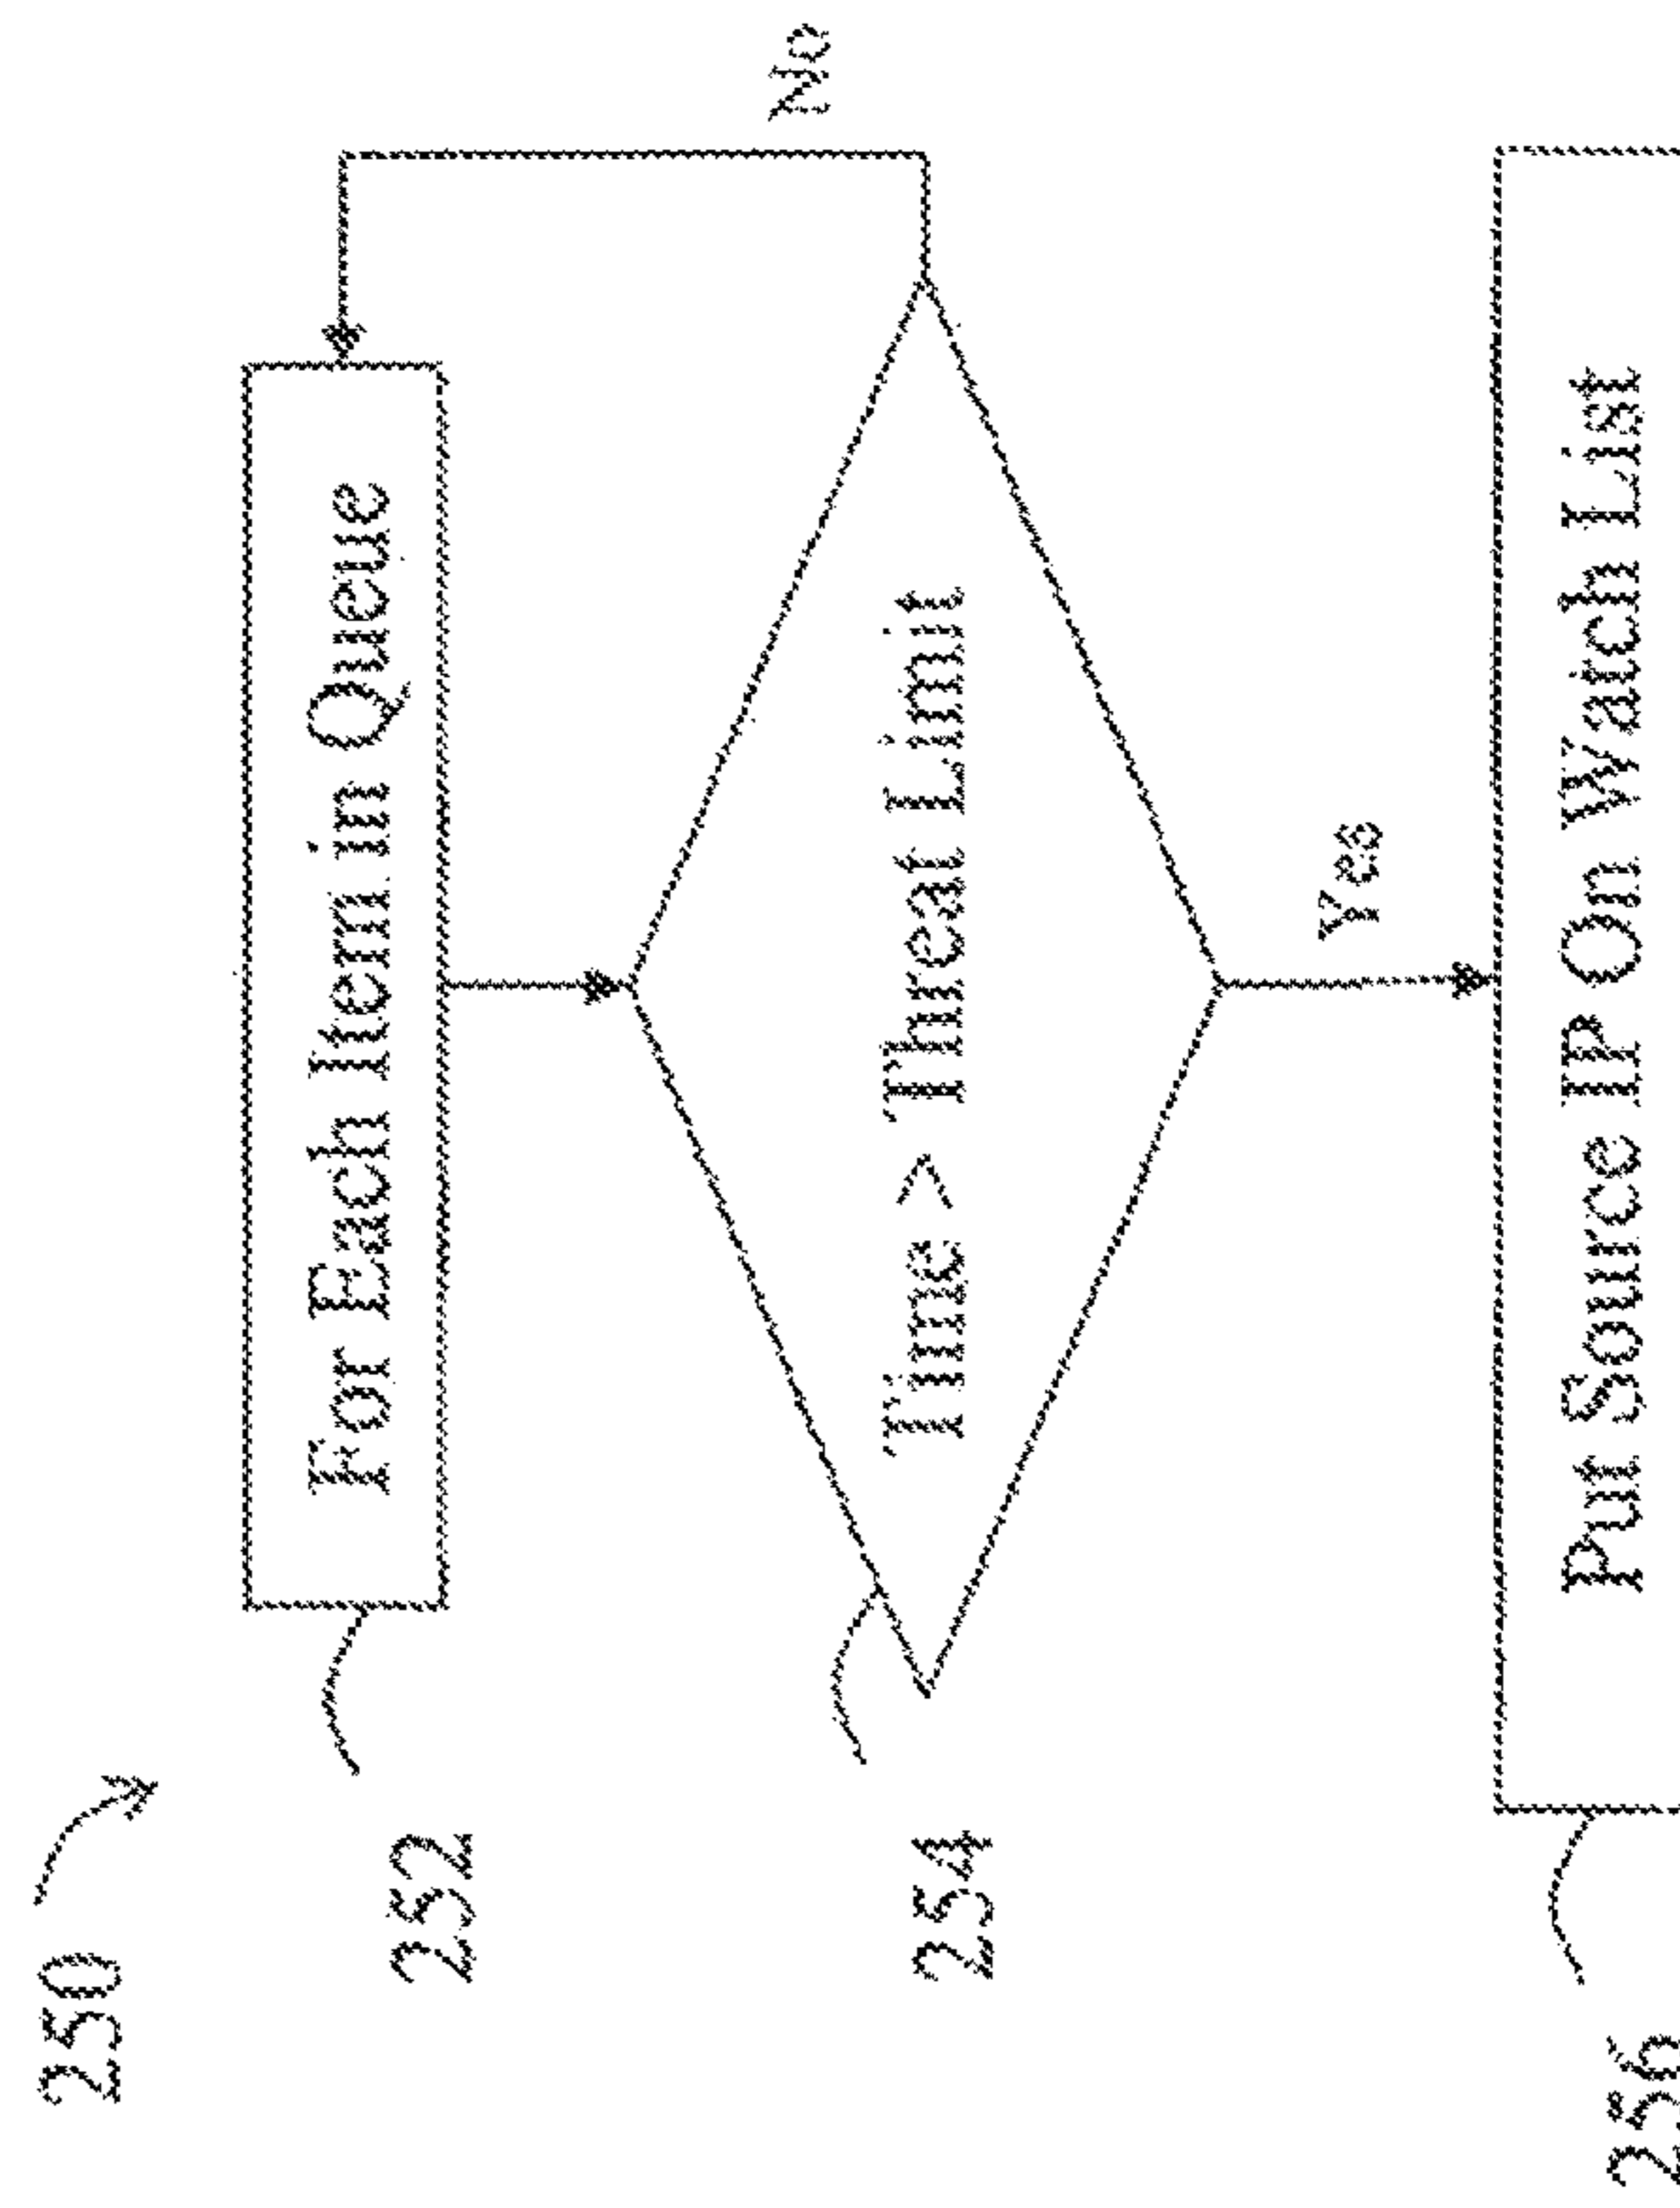 250
252
For Each Item in Queue
No
254
Time > Threat Limit
Yes
256
Put Source IP On Watch List